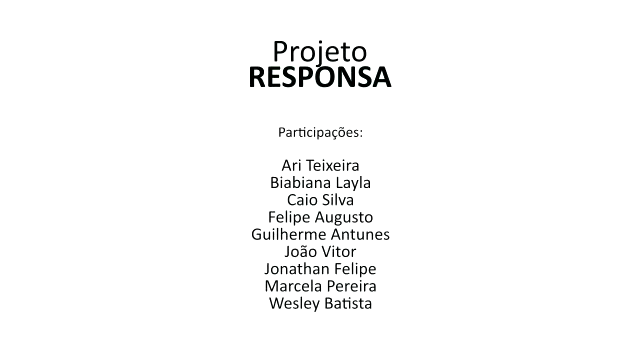 Projeto
RESPONSA
Participações:
Ari Teixeira
Biabiana Layla
Caio Silva
Felipe Augusto
Guilherme Antunes
João Vitor
Jonathan Felipe
Marcela Pereira
Wesley Batista